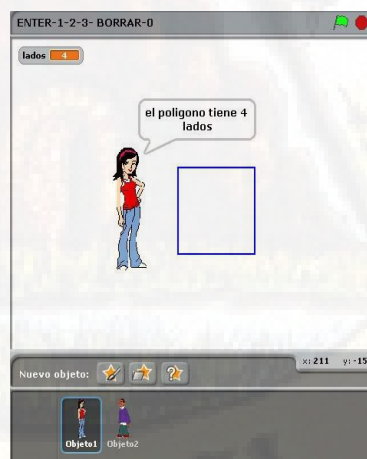 ENTER-1-2-3- BORRAR-0
lados 4
el poligono tiene 4
lados
x: 211 y: -15
Nuevo objeto:
Objeto1 Objeto2